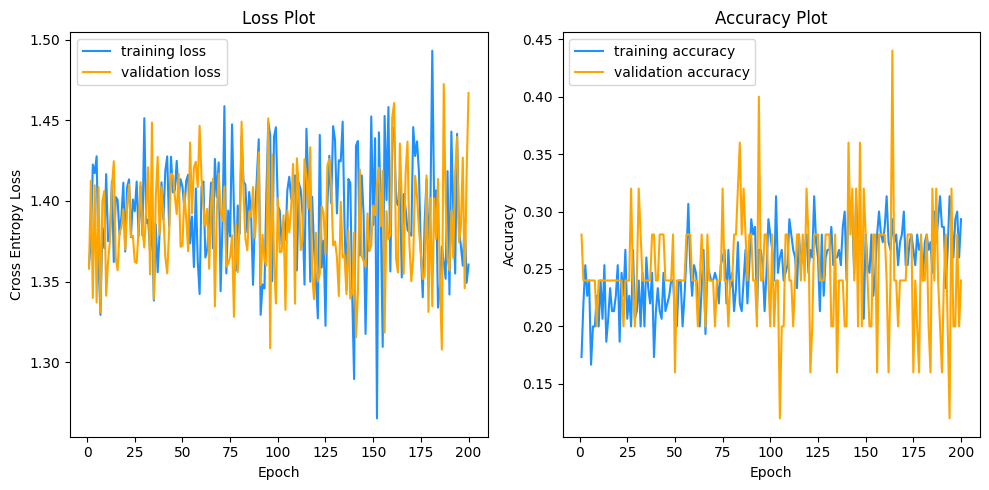 Loss Plot
training loss
validation loss
Cross Entropy Loss
1.50
1.45
1.40
1.35
1.30
0 25 50 75 100 125 150 175 200
Epoch
Accuracy Plot
training accuracy
validation accuracy
Accuracy
0.45
0.40
0.35
0.30
0.25
0.20
0.15
0 25 50 75 100 125 150 175 200
Epoch